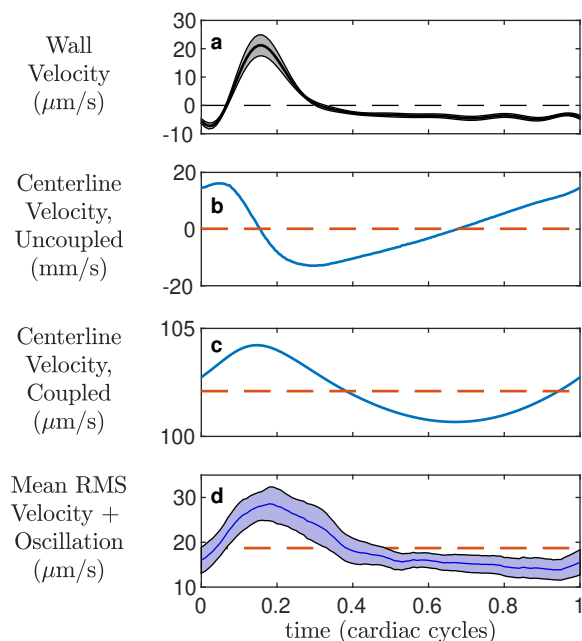 Wall
Velocity
(μm/s)
a
30
20
10
0
-10
Centerline
Velocity,
Uncoupled
(mm/s)
b
20
0
-20
Centerline
Velocity,
Coupled
(μm/s)
c
105
100
Mean RMS
Velocity +
Oscillation
(μm/s)
d
30
20
10
0 0.2 0.4 0.6 0.8 1
time (cardiac cycles)